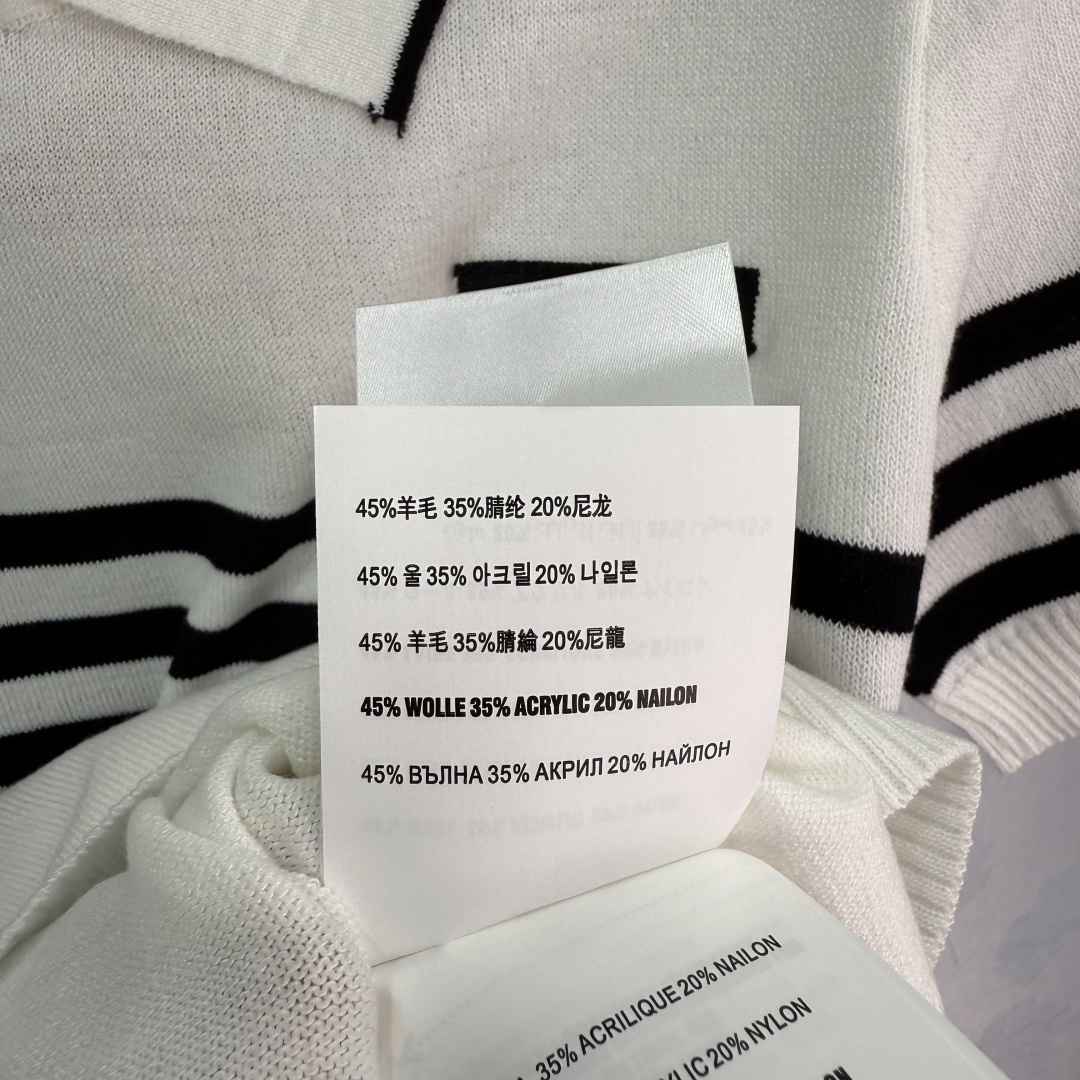 45%羊毛 35%腈纶 20%尼龙
45% 울 35% 아크릴 20% 나일론
45% 羊毛 35%腈綸 20%尼龍
45% WOLLE 35% ACRYLIC 20% NAILON
45% ВЪЛНА 35% АКРИЛ 20% НАЙЛОН
35% ACRILIQUE 20% NAILON
20% NYLON